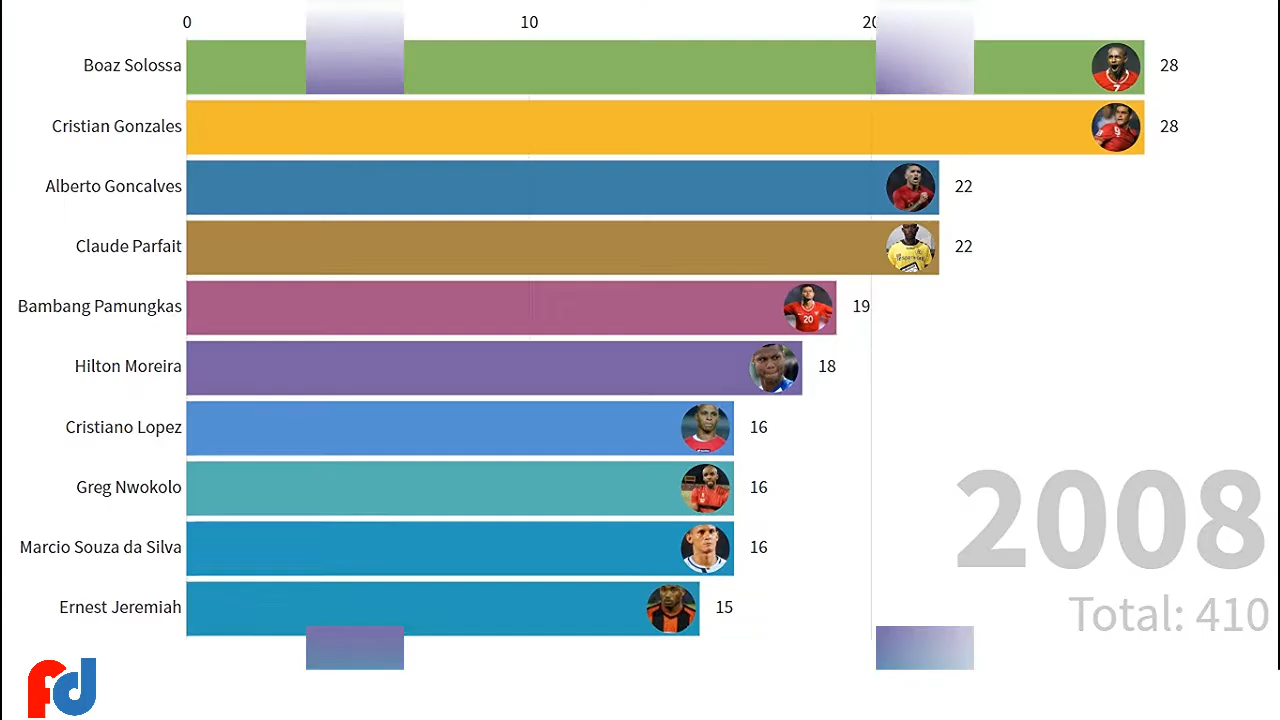 0 10 20
Boaz Solossa 28
Cristian Gonzales 28
Alberto Goncalves 22
Claude Parfait 22
Bambang Pamungkas 19
Hilton Moreira 18
Cristiano Lopez 16
Greg Nwokolo 16
Marcio Souza da Silva 16
Ernest Jeremiah 15
2008
Total: 410
fd